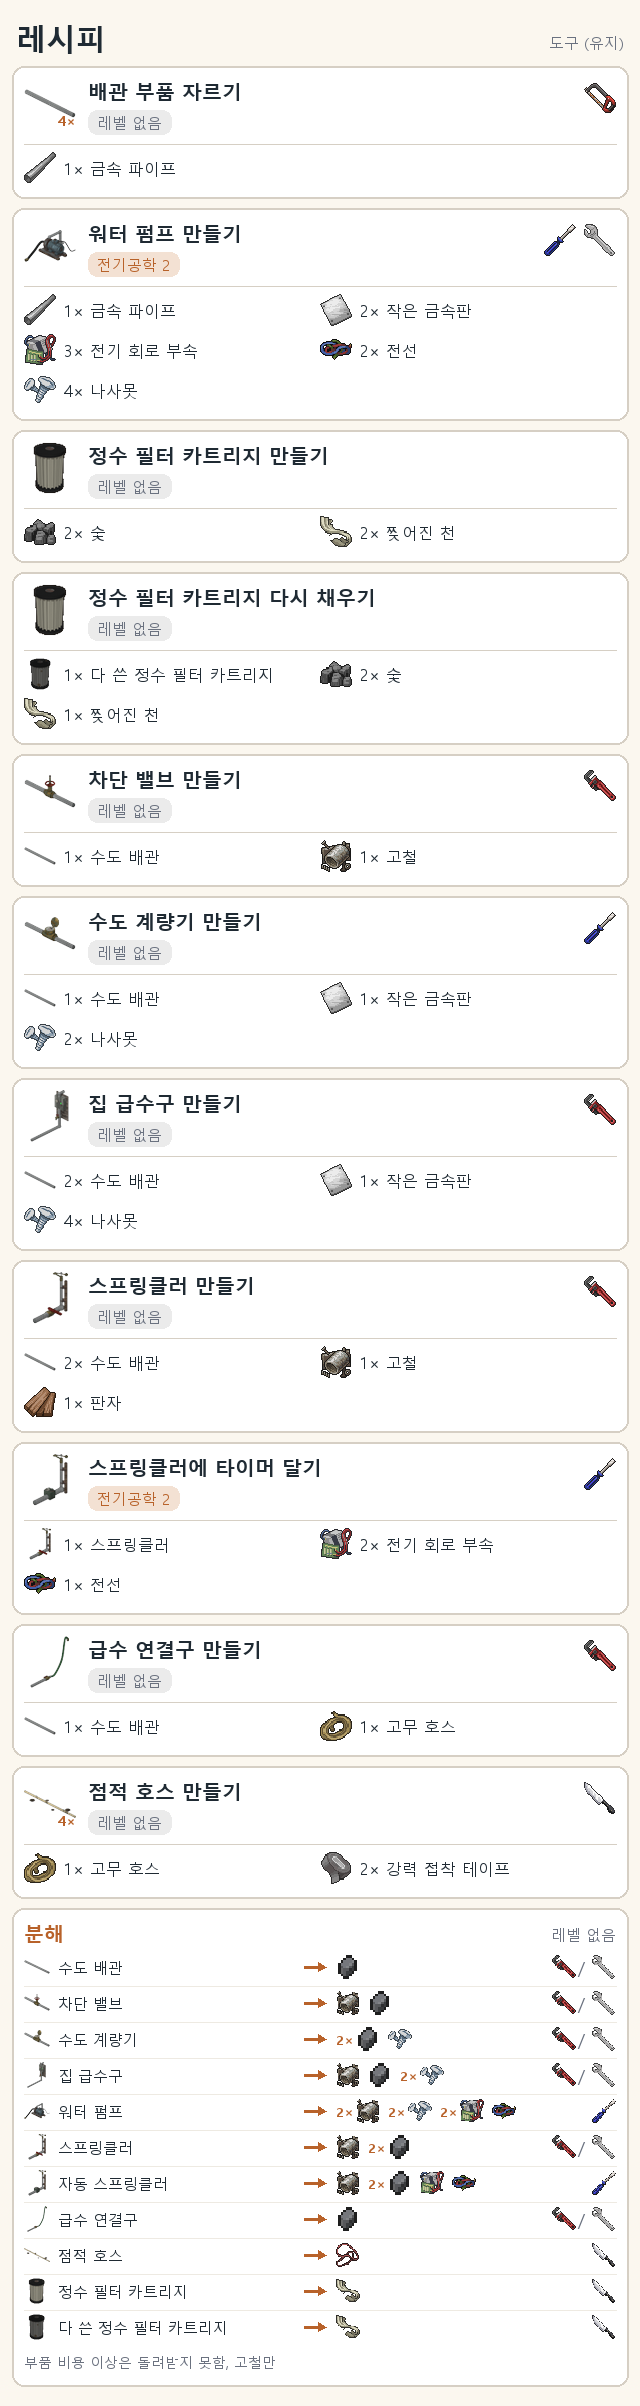 레시피
도구 (유지)
배관 부품 자르기
4×
레벨 없음
1× 금속 파이프
워터 펌프 만들기
전기공학 2
1× 금속 파이프
2× 작은 금속판
3× 전기 회로 부속
2× 전선
4× 나사못
정수 필터 카트리지 만들기
레벨 없음
2× 숯
2× 찢어진 천
정수 필터 카트리지 다시 채우기
레벨 없음
1× 다 쓴 정수 필터 카트리지
2× 숯
1× 찢어진 천
차단 밸브 만들기
레벨 없음
1× 수도 배관
1× 고철
수도 계량기 만들기
레벨 없음
1× 수도 배관
1× 작은 금속판
2× 나사못
집 급수구 만들기
레벨 없음
2× 수도 배관
1× 작은 금속판
4× 나사못
스프링클러 만들기
레벨 없음
2× 수도 배관
1× 고철
1× 판자
스프링클러에 타이머 달기
전기공학 2
1× 스프링클러
2× 전기 회로 부속
1× 전선
급수 연결구 만들기
레벨 없음
1× 수도 배관
1× 고무 호스
점적 호스 만들기
4×
레벨 없음
1× 고무 호스
2× 강력 접착 테이프
분해
레벨 없음
수도 배관 /
차단 밸브 /
수도 계량기 2× /
집 급수구 2× /
워터 펌프 2× 2× 2×
스프링클러 2× /
자동 스프링클러 2×
급수 연결구 /
점적 호스
정수 필터 카트리지
다 쓴 정수 필터 카트리지
부품 비용 이상은 돌려받지 못함, 고철만